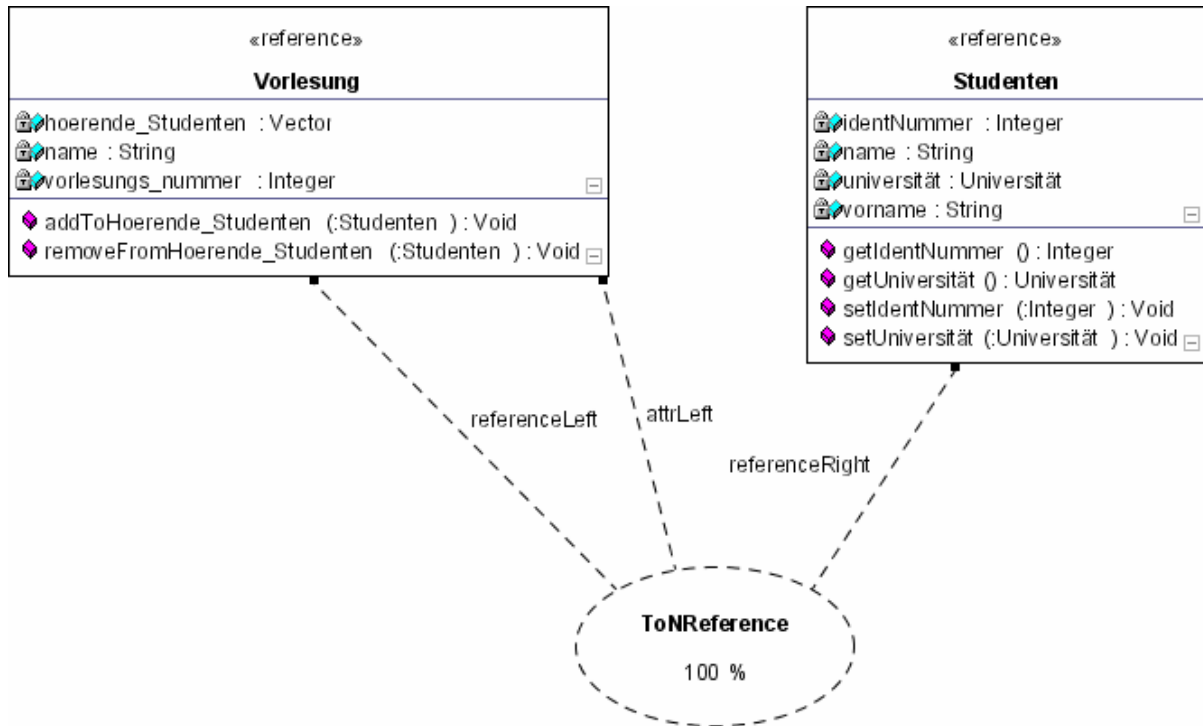 «reference»
Vorlesung
hoerende_Studenten : Vector
name : String
vorlesungs_nummer : Integer
addToHoerende_Studenten (:Studenten ) : Void
removeFromHoerende_Studenten (:Studenten ) : Void
«reference»
Studenten
identNummer : Integer
name : String
universität : Universität
vorname : String
getIdentNummer () : Integer
getUniversität () : Universität
setIdentNummer (:Integer ) : Void
setUniversität (:Universität ) : Void
referenceLeft
attrLeft
referenceRight
ToNReference
100 %